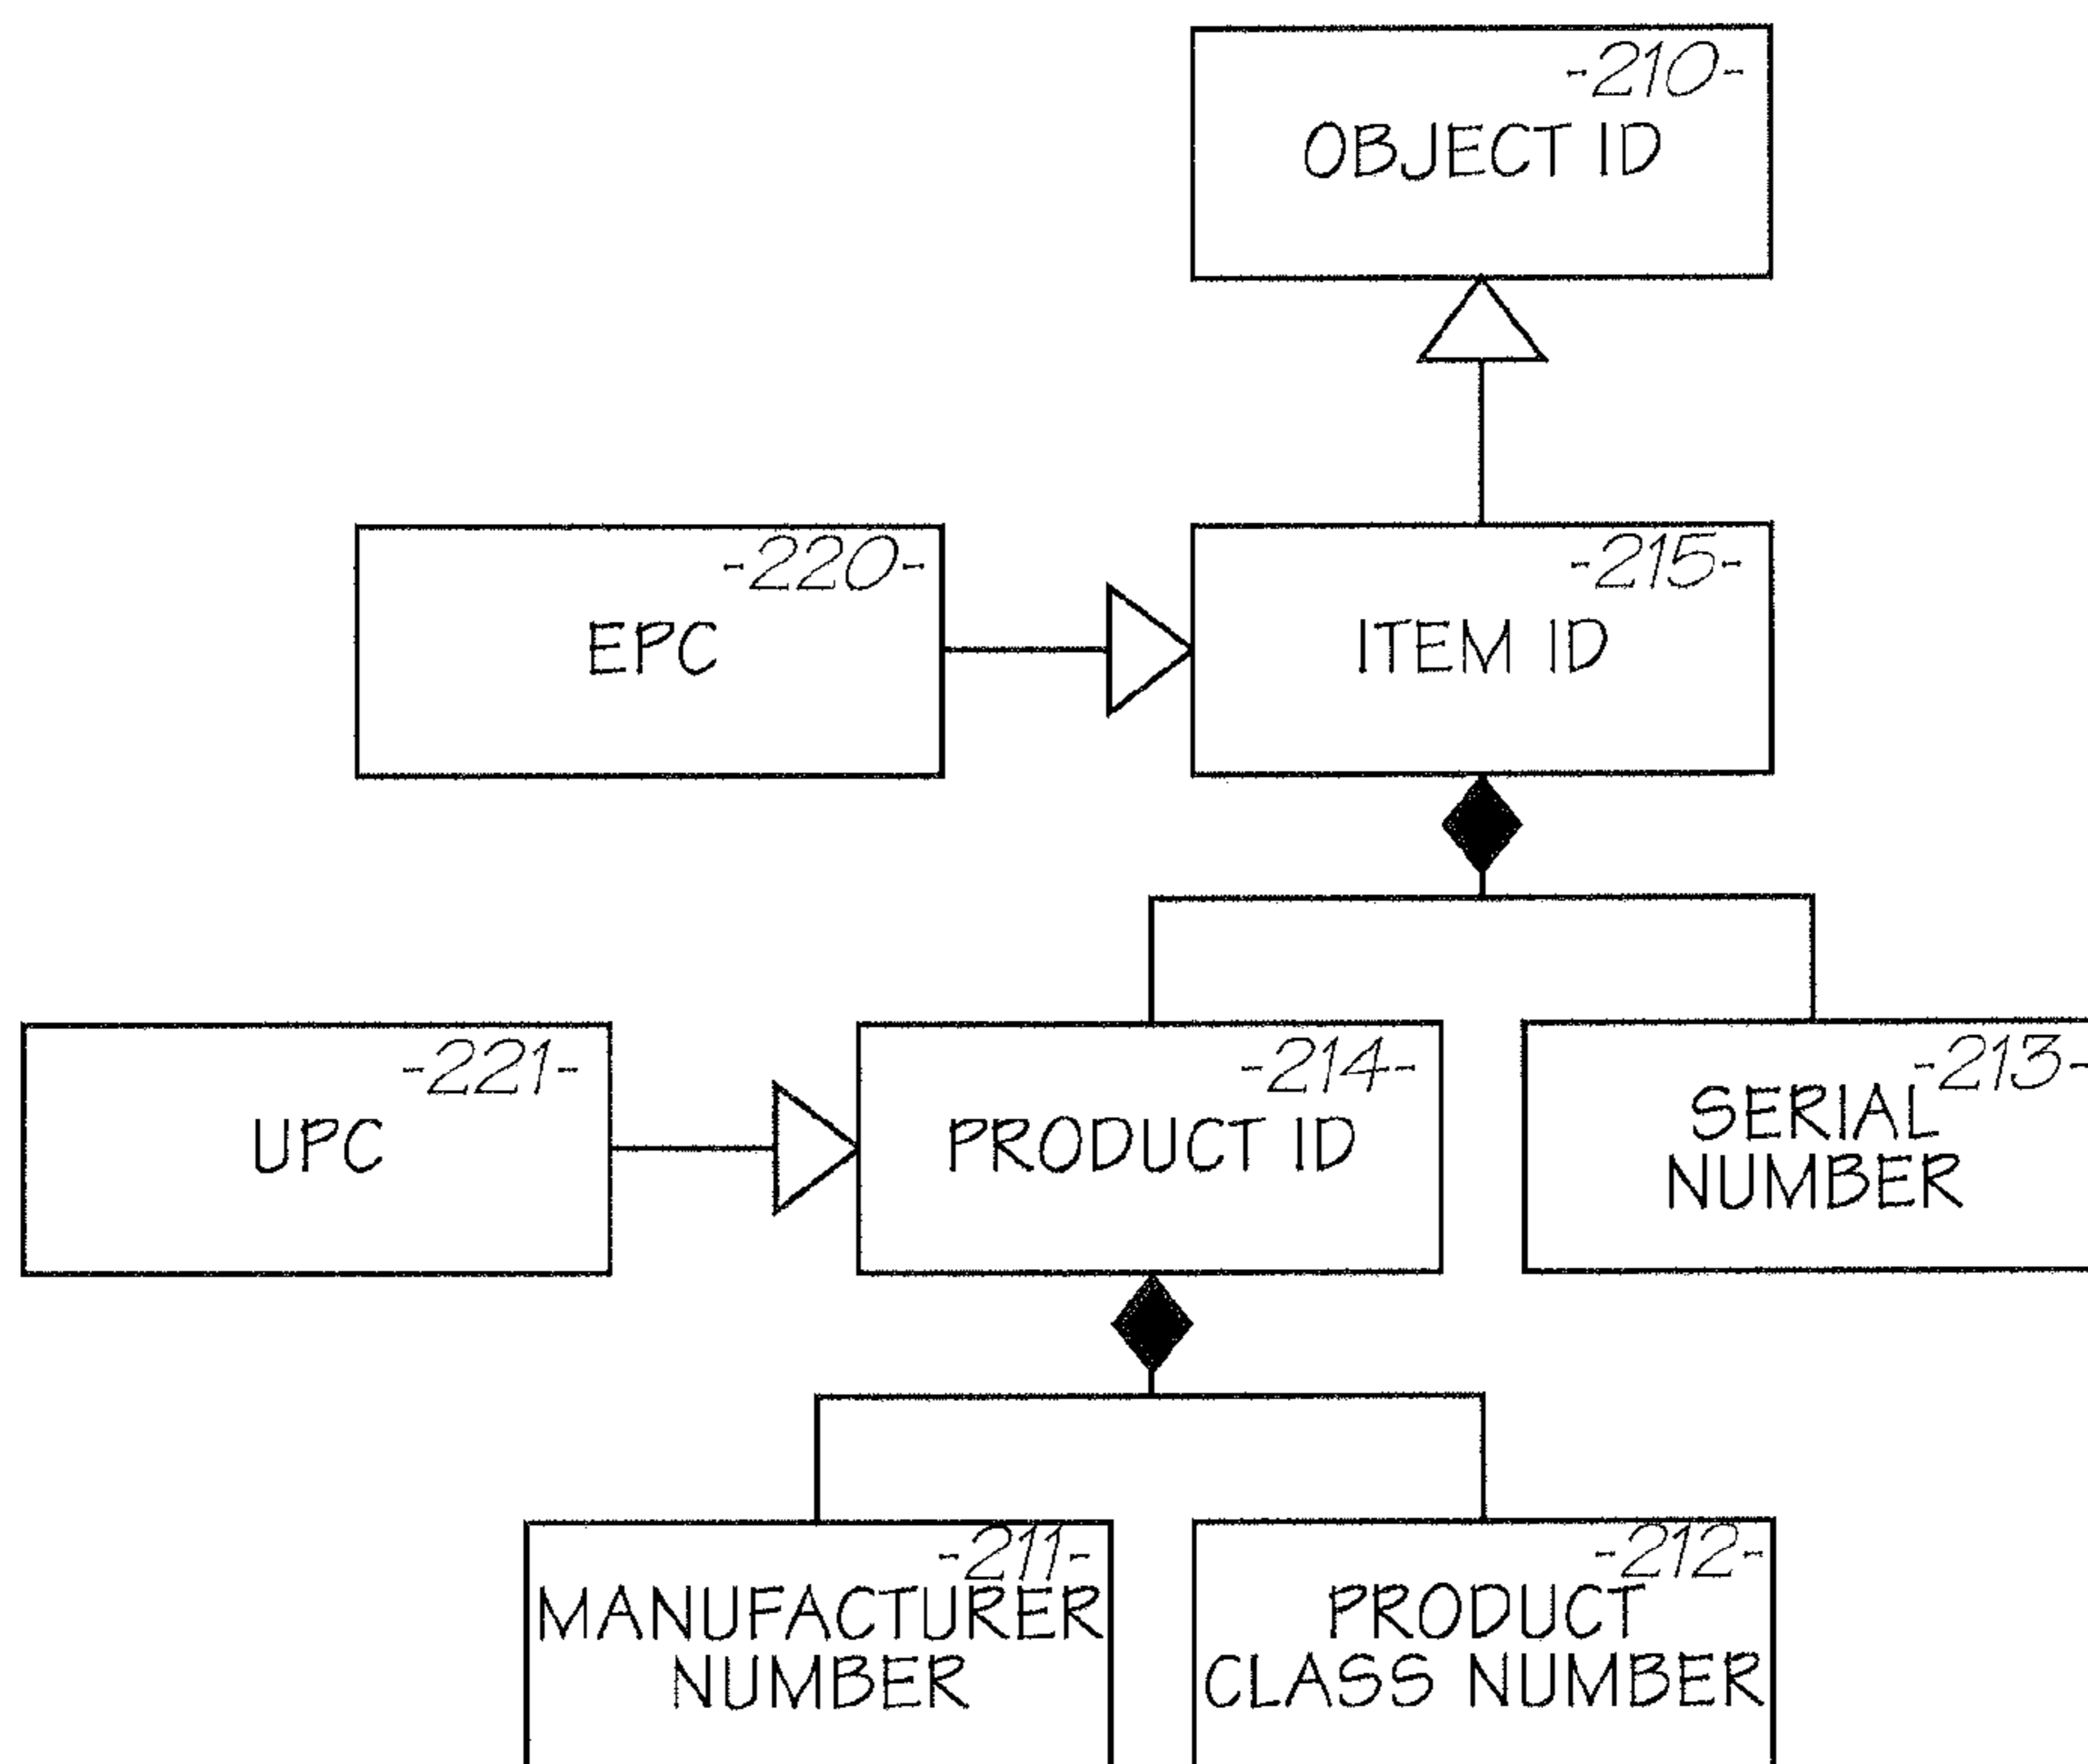 -210-
OBJECT ID
-220-
EPC
-215-
ITEM ID
-221-
UPC
-214-
PRODUCT ID
-213-
SERIAL
NUMBER
-211-
MANUFACTURER
NUMBER
-212-
PRODUCT
CLASS NUMBER